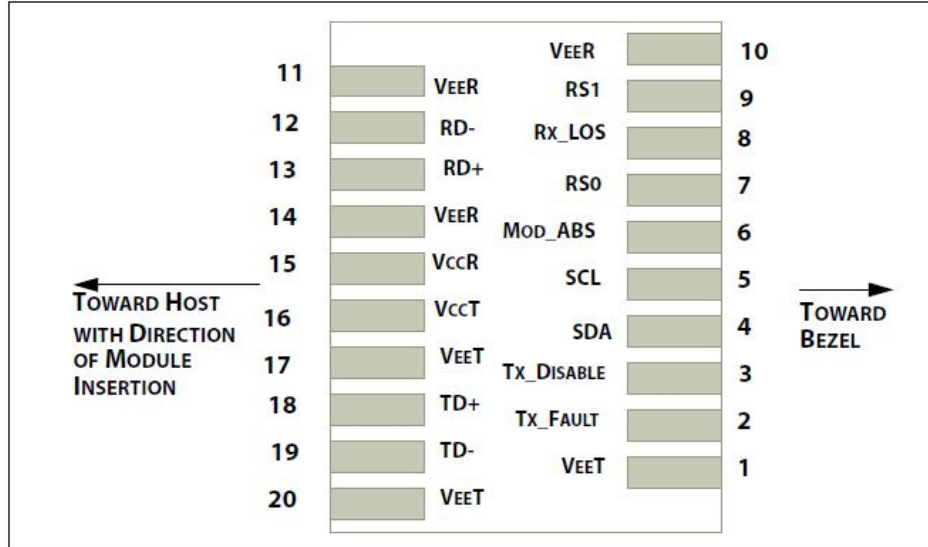 11 VEER
12 RD-
13 RD+
14 VEER
15 VCCR
16 VCCT
17 VEET
18 TD+
19 TD-
20 VEET
VEER 10
RS1 9
RX_LOS 8
RS0 7
MOD_ABS 6
SCL 5
SDA 4
TX_DISABLE 3
TX_FAULT 2
VEET 1
TOWARD HOST
WITH DIRECTION
OF MODULE
INSERTION
TOWARD
BEZEL